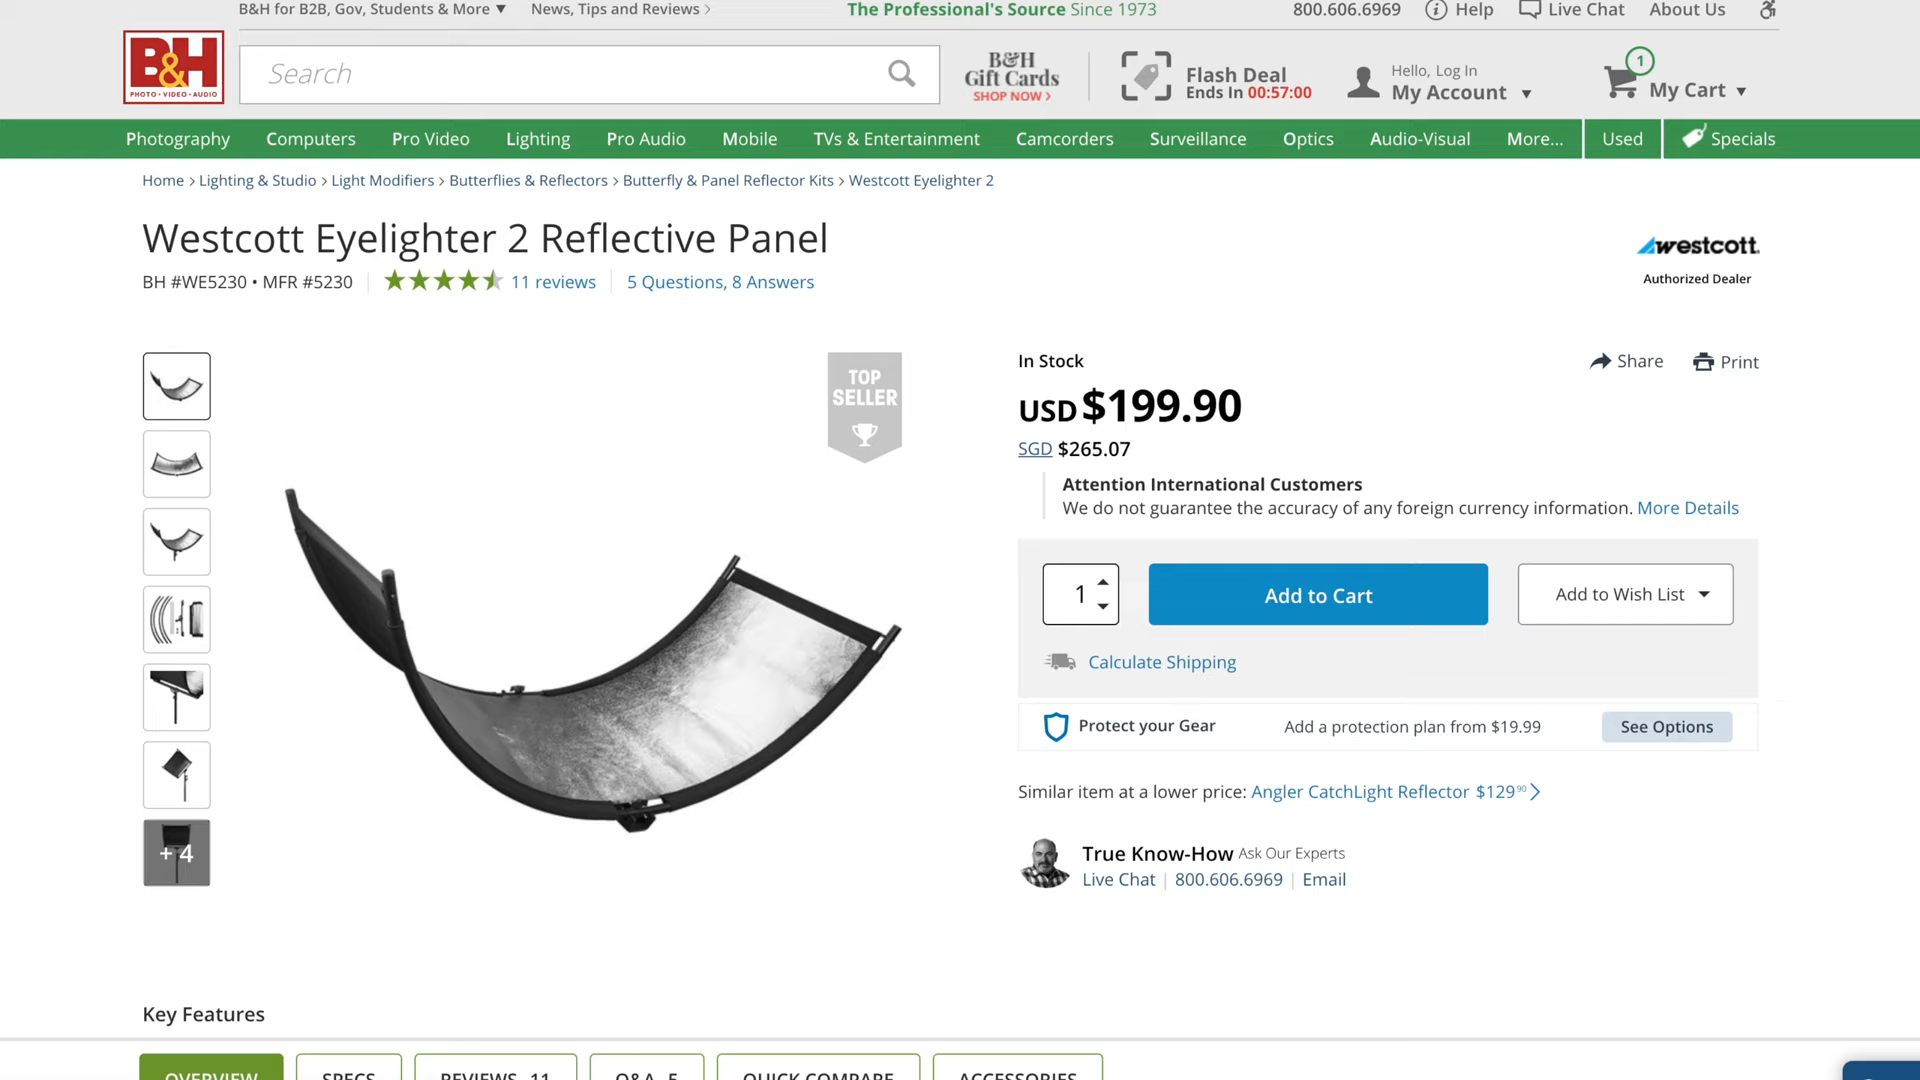 B&H for B2B, Gov, Students & More ▼ News, Tips and Reviews > The Professional's Source Since 1973 800.606.6969 Help Live Chat About Us
B&H
PHOTO • VIDEO • AUDIO
Search
B&H
Gift Cards
SHOP NOW >
Flash Deal
Ends In 00:57:00
Hello, Log In
My Account ▼
1
My Cart ▼
Photography Computers Pro Video Lighting Pro Audio Mobile TVs & Entertainment Camcorders Surveillance Optics Audio-Visual More... Used Specials
Home > Lighting & Studio > Light Modifiers > Butterflies & Reflectors > Butterfly & Panel Reflector Kits > Westcott Eyelighter 2
Westcott Eyelighter 2 Reflective Panel
BH #WE5230 • MFR #5230 11 reviews 5 Questions, 8 Answers
westcott.
Authorized Dealer
TOP
SELLER
+ 4
In Stock
Share Print
USD $199.90
SGD $265.07
Attention International Customers
We do not guarantee the accuracy of any foreign currency information. More Details
1 Add to Cart Add to Wish List ▼
Calculate Shipping
Protect your Gear Add a protection plan from $19.99 See Options
Similar item at a lower price: Angler CatchLight Reflector $129.90 >
True Know-How Ask Our Experts
Live Chat | 800.606.6969 | Email
Key Features
OVERVIEW SPECS REVIEWS 11 Q&A 5 QUICK COMPARE ACCESSORIES